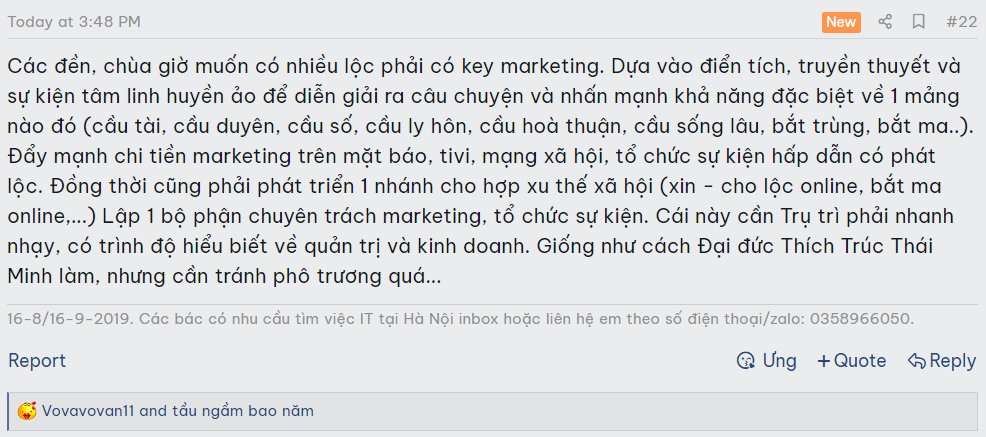 Today at 3:48 PM
New
#22
Các đền, chùa giờ muốn có nhiều lộc phải có key marketing. Dựa vào điển tích, truyền thuyết và
sự kiện tâm linh huyền ảo để diễn giải ra câu chuyện và nhấn mạnh khả năng đặc biệt về 1 mảng
nào đó (cầu tài, cầu duyên, cầu số, cầu ly hôn, cầu hoà thuận, cầu sống lâu, bắt trùng, bắt ma..).
Đẩy mạnh chi tiền marketing trên mặt báo, tivi, mạng xã hội, tổ chức sự kiện hấp dẫn có phát
lộc. Đồng thời cũng phải phát triển 1 nhánh cho hợp xu thế xã hội (xin - cho lộc online, bắt ma
online,...) Lập 1 bộ phận chuyên trách marketing, tổ chức sự kiện. Cái này cần Trụ trì phải nhanh
nhạy, có trình độ hiểu biết về quản trị và kinh doanh. Giống như cách Đại đức Thích Trúc Thái
Minh làm, nhưng cần tránh phô trương quá...
16-8/16-9-2019. Các bác có nhu cầu tìm việc IT tại Hà Nội inbox hoặc liên hệ em theo số điện thoại/zalo: 0358966050.
Report
Ưng
+Quote
Reply
Vovavovan11 and tầu ngầm bao năm